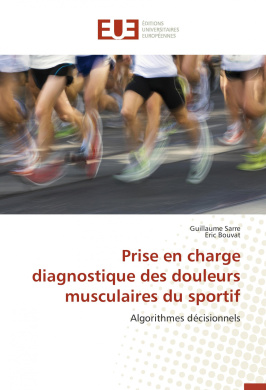 EUE
ÉDITIONS
UNIVERSITAIRES
EUROPÉENNES
Guillaume Sarre
Eric Bouvat
Prise en charge
diagnostique des douleurs
musculaires du sportif
Algorithmes décisionnels